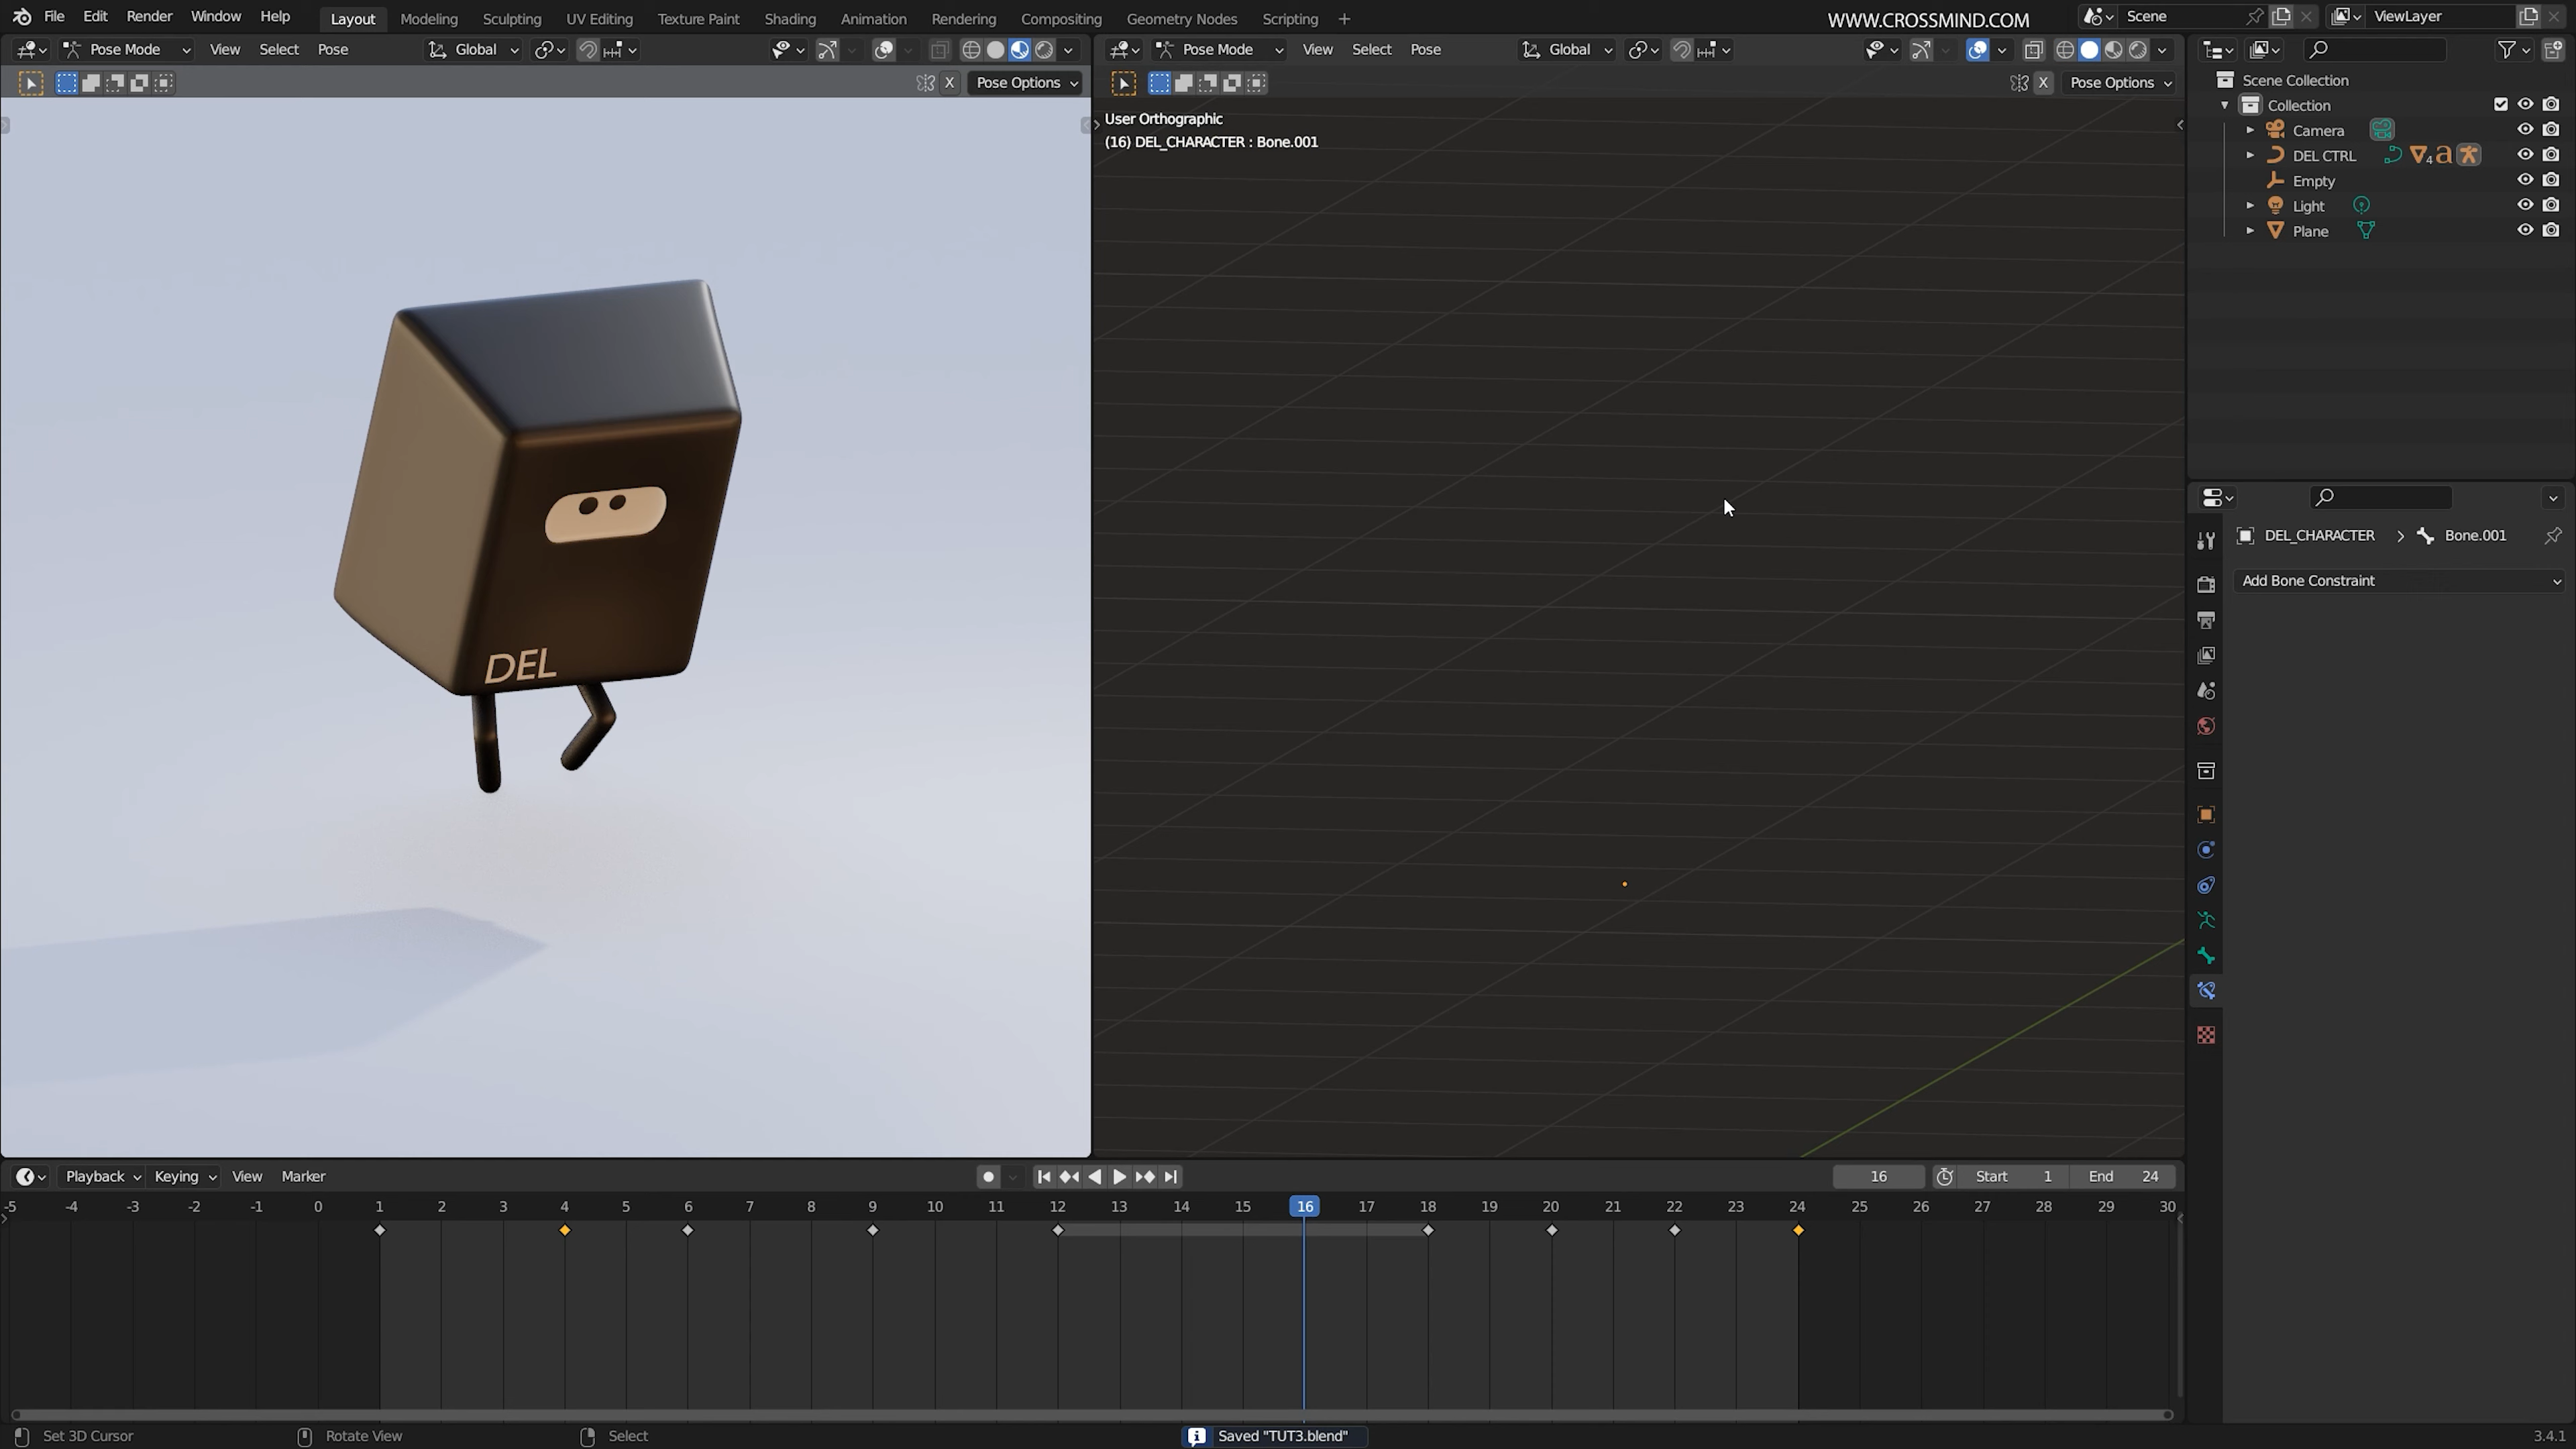 File Edit Render Window Help Layout Modeling Sculpting UV Editing Texture Paint Shading Animation Rendering Compositing Geometry Nodes Scripting + WWW.CROSSMIND.COM Scene ViewLayer
Pose Mode View Select Pose Global
X Pose Options
DEL
Pose Mode View Select Pose Global
X Pose Options
User Orthographic
(16) DEL_CHARACTER : Bone.001
Scene Collection
Collection
Camera
DEL CTRL 4 a
Empty
Light
Plane
DEL_CHARACTER > Bone.001
Add Bone Constraint
Playback Keying View Marker 16 Start 1 End 24
-5 -4 -3 -2 -1 0 1 2 3 4 5 6 7 8 9 10 11 12 13 14 15 16 17 18 19 20 21 22 23 24 25 26 27 28 29 30
Set 3D Cursor Rotate View Select Saved "TUT3.blend" 3.4.1